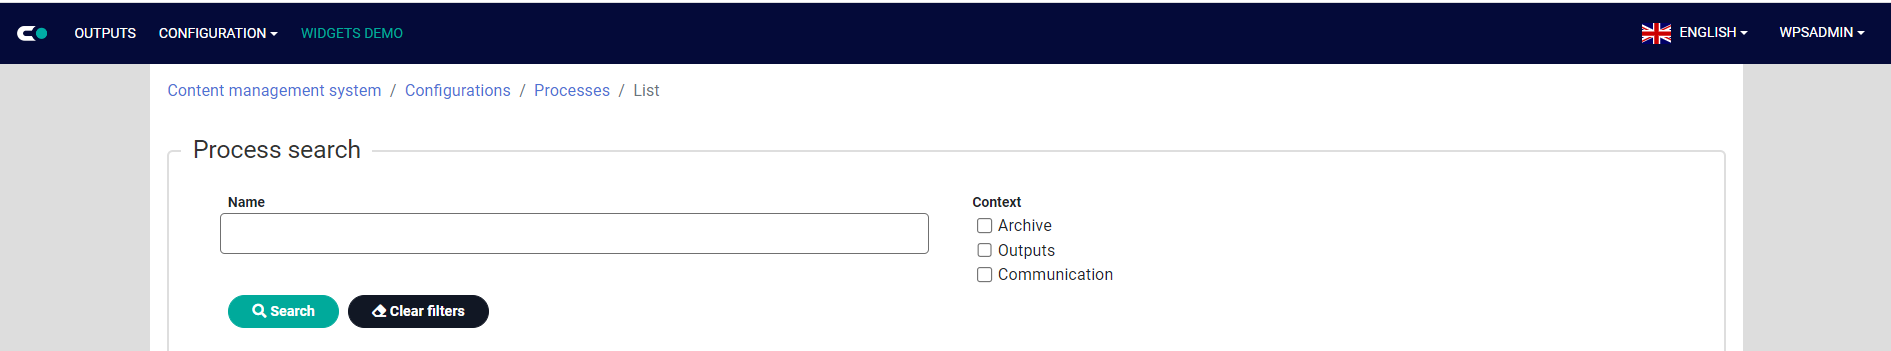 OUTPUTS CONFIGURATION WIDGETS DEMO ENGLISH WPSADMIN
Content management system / Configurations / Processes / List
Process search
Name
Context
Archive
Outputs
Communication
Search Clear filters